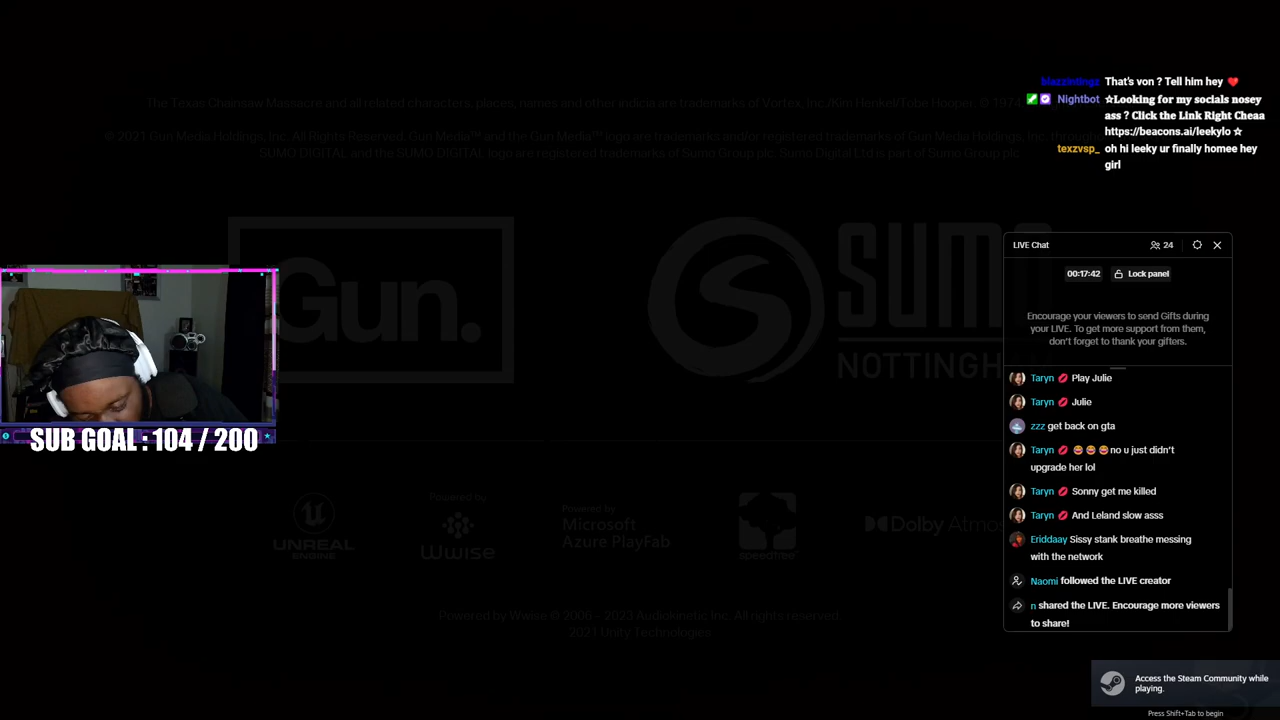 The Texas Chainsaw Massacre and all related characters, places, names and other indicia are trademarks of Vortex, Inc./Kim Henkel/Tobe Hooper. © 1974
© 2021 Gun Media Holdings, Inc. All Rights Reserved. Gun Media™ and the Gun Media™ logo are trademarks and/or registered trademarks of Gun Media Holdings, Inc. throug
SUMO DIGITAL and the SUMO DIGITAL logo are registered trademarks of Sumo Group plc. Sumo Digital Ltd is part of Sumo Group plc.
Gun.
SUMO
NOTTINGH
UNREAL
ENGINE
Powered by
Wwise
Powered by
Microsoft
Azure PlayFab
speedtree
Dolby Atmos
Powered by Wwise © 2006 - 2023 Audiokinetic Inc. All rights reserved
2021 Unity Technologies
SUB GOAL : 104 / 200
That's von ? Tell him hey ❤️
Nightbot ☆Looking for my socials nosey
ass ? Click the Link Right Cheaa
https://beacons.ai/leekylo ☆
texzvsp_ oh hi leeky ur finally homee hey
girl
LIVE Chat 24
00:17:42 Lock panel
Encourage your viewers to send Gifts during
your LIVE. To get more support from them,
don't forget to thank your gifters.
Taryn 💋 Play Julie
Taryn 💋 Julie
zzz get back on gta
Taryn 💋 😂😂😂no u just didn't
upgrade her lol
Taryn 💋 Sonny get me killed
Taryn 💋 And Leland slow asss
Eriddaay Sissy stank breathe messing
with the network
Naomi followed the LIVE creator
n shared the LIVE. Encourage more viewers
to share!
Access the Steam Community while
playing.
Press Shift+Tab to begin